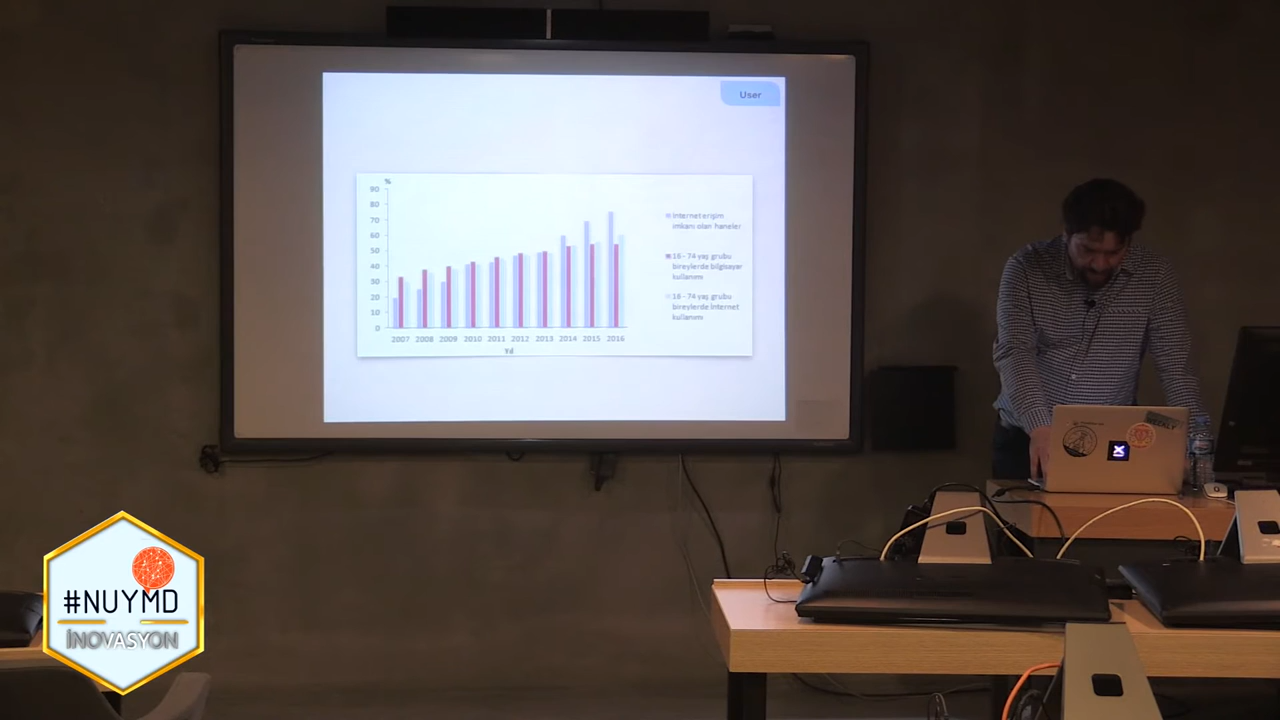 User
%
90
80
70
60
50
40
30
20
10
0
2007 2008 2009 2010 2011 2012 2013 2014 2015 2016
Yıl
İnternet erişim
imkanı olan haneler
16 - 74 yaş grubu
bireylerde bilgisayar
kullanımı
16 - 74 yaş grubu
bireylerde internet
kullanımı
WEEKLY
#NUYMD
İNOVASYON